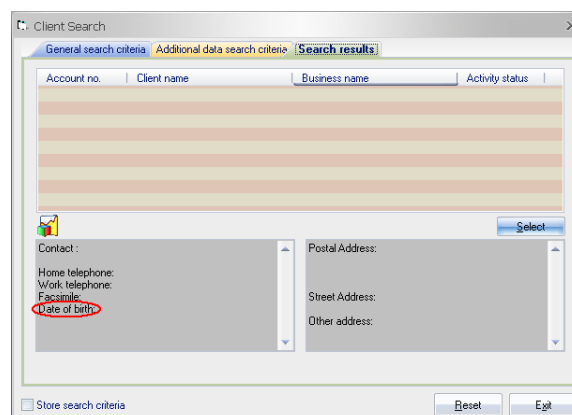 Client Search
General search criteria Additional data search criteria Search results
Account no. Client name Business name Activity status
Select
Contact :
Home telephone:
Work telephone:
Facsimile:
Date of birth:
Postal Address:
Street Address:
Other address:
Store search criteria
Reset Exit